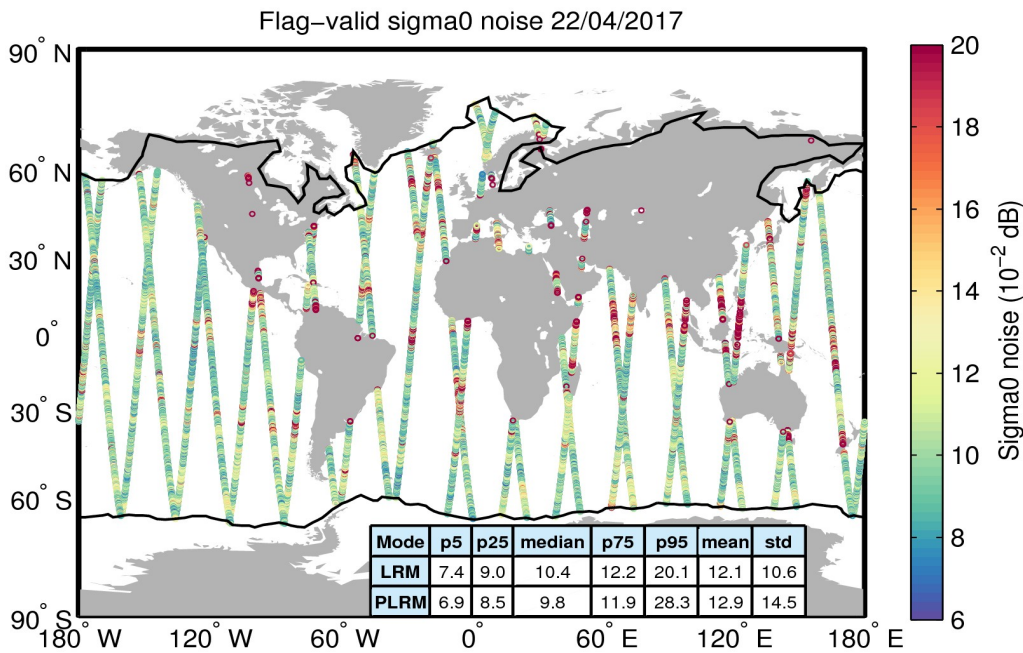 Flag−valid sigma0 noise 22/04/2017
90° N
60° N
30° N
0°
30° S
60° S
90° S
180° W
120° W
60° W
0°
60° E
120° E
180° E
Mode p5 p25 median p75 p95 mean std
LRM 7.4 9.0 10.4 12.2 20.1 12.1 10.6
PLRM 6.9 8.5 9.8 11.9 28.3 12.9 14.5
20
18
16
14
12
10
8
6
Sigma0 noise (10⁻² dB)